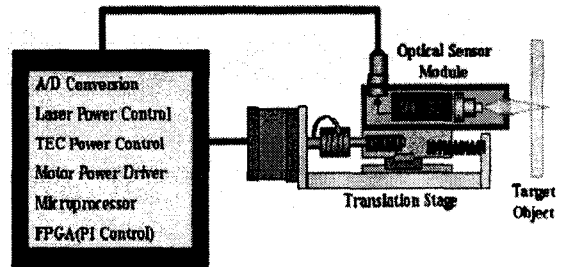 Optical Sensor
Module
A/D Conversion
Laser Power Control
TEC Power Control
Motor Power Driver
Microprocessor
FPGA(PI Control)
Translation Stage
Target
Object